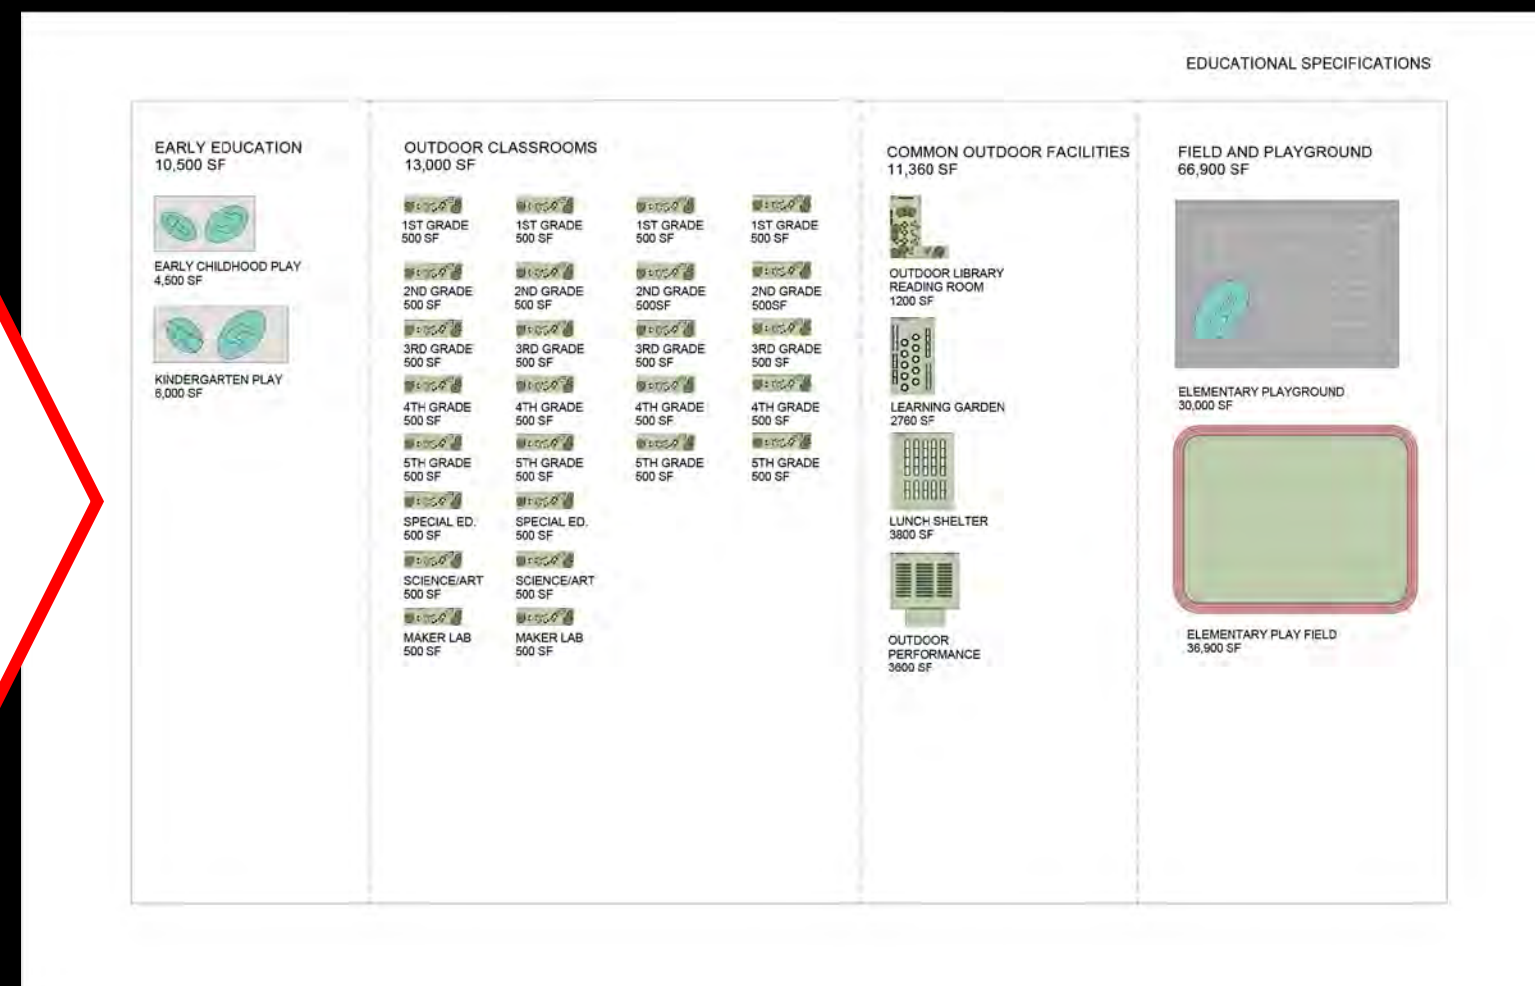 EDUCATIONAL SPECIFICATIONS
EARLY EDUCATION
10,500 SF
EARLY CHILDHOOD PLAY
4,500 SF
KINDERGARTEN PLAY
6,000 SF
OUTDOOR CLASSROOMS
13,000 SF
1ST GRADE
500 SF
1ST GRADE
500 SF
1ST GRADE
500 SF
1ST GRADE
500 SF
2ND GRADE
500 SF
2ND GRADE
500 SF
2ND GRADE
500SF
2ND GRADE
500SF
3RD GRADE
500 SF
3RD GRADE
500 SF
3RD GRADE
500 SF
3RD GRADE
500 SF
4TH GRADE
500 SF
4TH GRADE
500 SF
4TH GRADE
500 SF
4TH GRADE
500 SF
5TH GRADE
500 SF
5TH GRADE
500 SF
5TH GRADE
500 SF
5TH GRADE
500 SF
SPECIAL ED.
500 SF
SPECIAL ED.
500 SF
SCIENCE/ART
500 SF
SCIENCE/ART
500 SF
MAKER LAB
500 SF
MAKER LAB
500 SF
COMMON OUTDOOR FACILITIES
11,360 SF
OUTDOOR LIBRARY
READING ROOM
1200 SF
LEARNING GARDEN
2760 SF
LUNCH SHELTER
3800 SF
OUTDOOR
PERFORMANCE
3600 SF
FIELD AND PLAYGROUND
66,900 SF
ELEMENTARY PLAYGROUND
30,000 SF
ELEMENTARY PLAY FIELD
36,900 SF